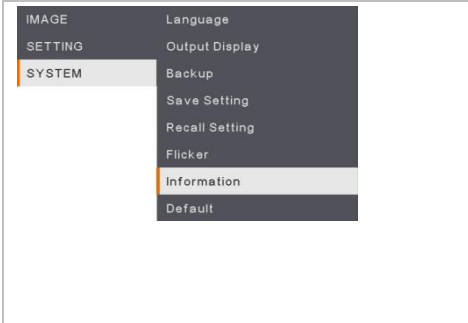 IMAGE
SETTING
SYSTEM
Language
Output Display
Backup
Save Setting
Recall Setting
Flicker
Information
Default